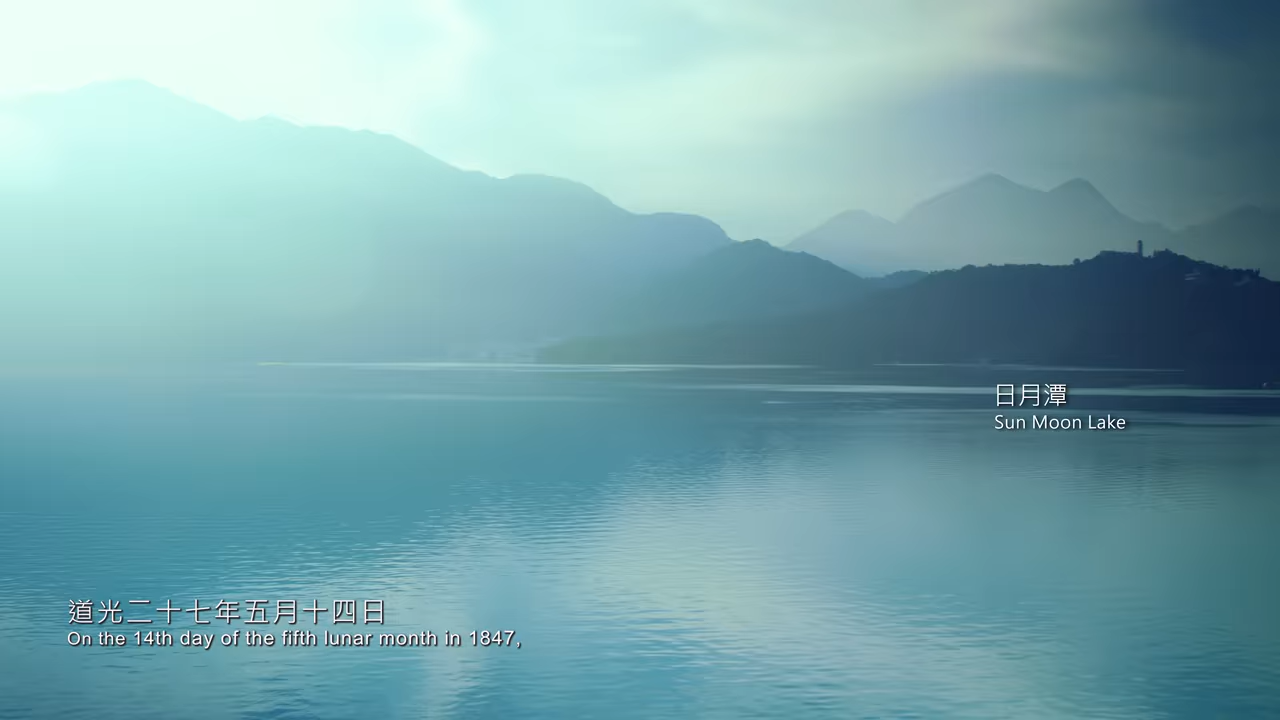 日月潭
Sun Moon Lake
道光二十七年五月十四日
On the 14th day of the fifth lunar month in 1847,